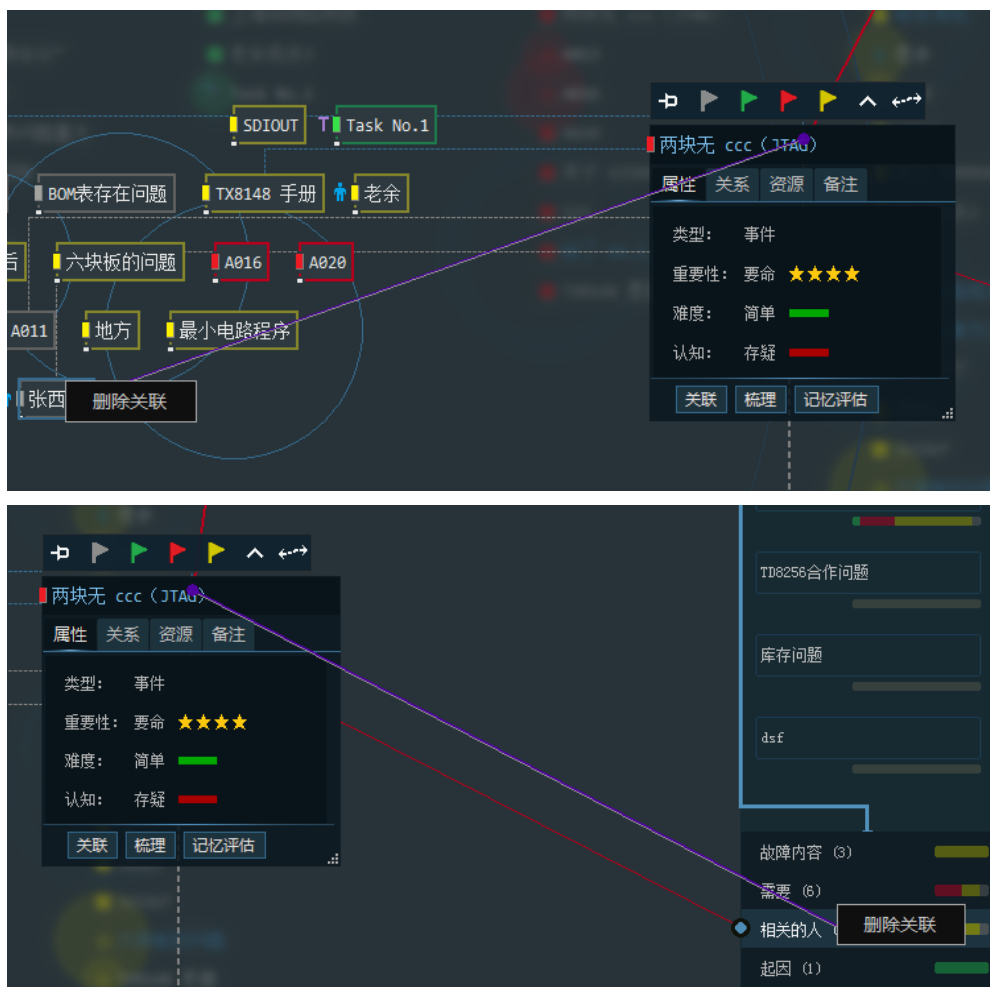 SDIOUT
T
Task No.1
BOM表存在问题
TX8148 手册
老余
后
六块板的问题
A016
A020
A011
地方
最小电路程序
张西
删除关联
两块无 ccc（JTAG）
属性
关系
资源
备注
类型： 事件
重要性： 要命
难度： 简单
认知： 存疑
关联
梳理
记忆评估
两块无 ccc（JTAG）
属性
关系
资源
备注
类型： 事件
重要性： 要命
难度： 简单
认知： 存疑
关联
梳理
记忆评估
TD8256合作问题
库存问题
dsf
故障内容（3）
需要（6）
相关的人（
删除关联
起因（1）